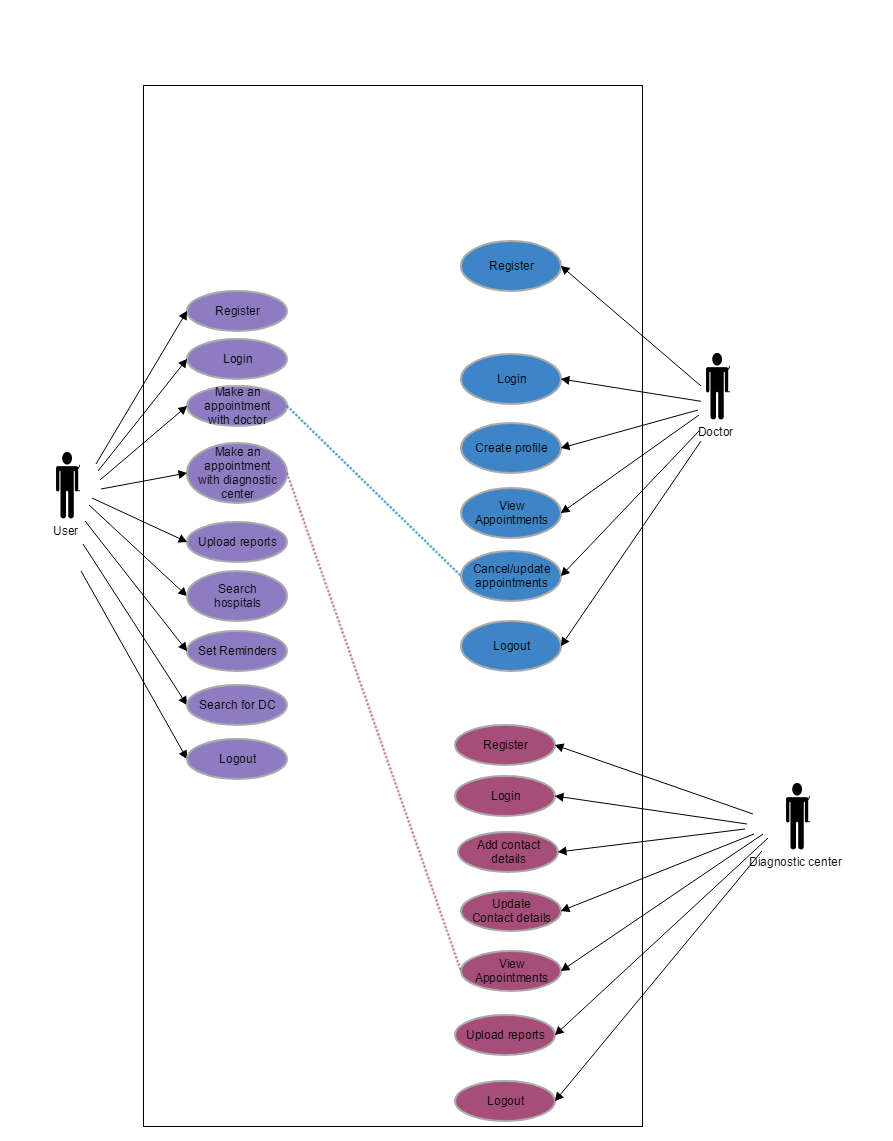 Register
Login
Make an
appointment
with doctor
Make an
appointment
with diagnostic
center
Upload reports
Search
hospitals
Set Reminders
Search for DC
Logout
User
Register
Login
Create profile
View
Appointments
Cancel/update
appointments
Logout
Doctor
Register
Login
Add contact
details
Update
Contact details
View
Appointments
Upload reports
Logout
Diagnostic center